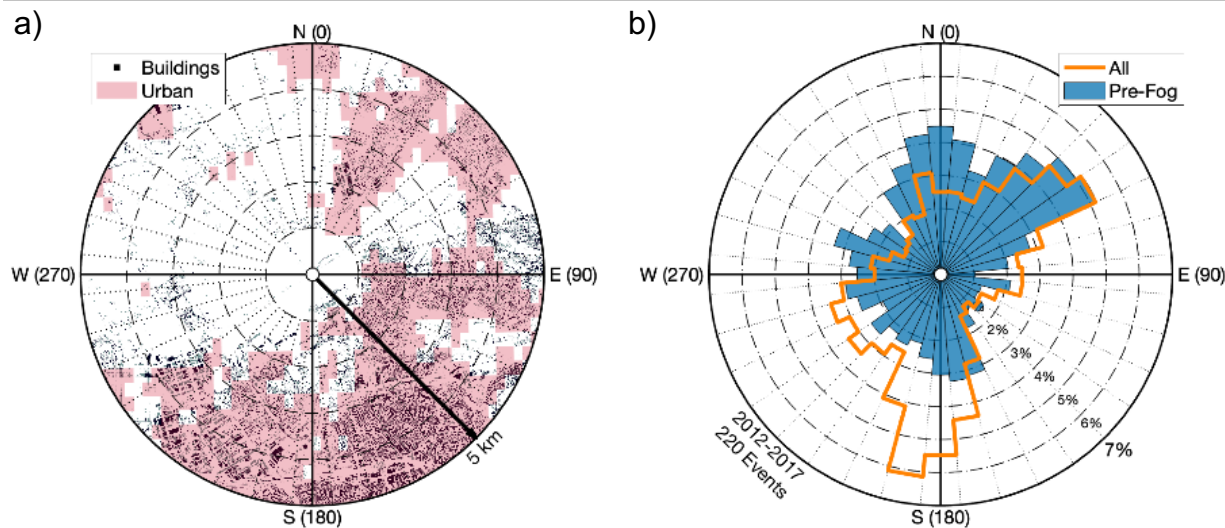 a)
N (0)
Buildings
Urban
W (270)
E (90)
5 km
S (180)
b)
N (0)
All
Pre-Fog
W (270)
E (90)
2%
3%
4%
5%
6%
7%
2012-2017
220 Events
S (180)